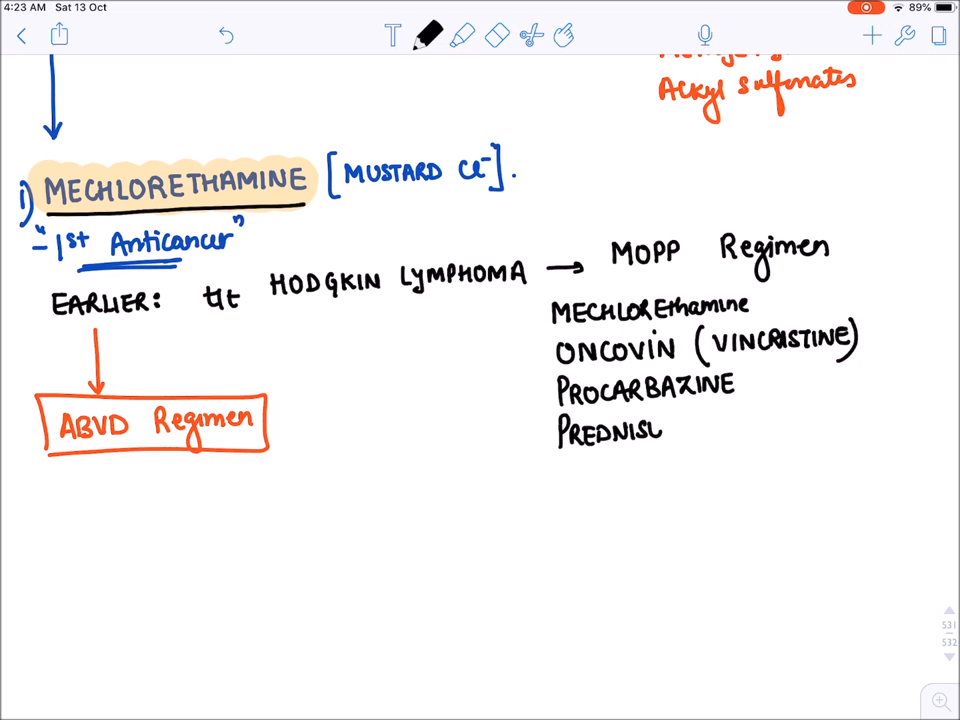 4:23 AM Sat 13 Oct
89%
T
Alkyl Sulfonates
1) MECHLORETHAMINE [MUSTARD Cl-].
- "1st Anticancer"
EARLIER: t/t HODGKIN LYMPHOMA → MOPP Regimen
MECHLOREthamine
ONCOVIN (VINCRISTINE)
PROCARBAZINE
ABVD Regimen
PREDNISU
531
532